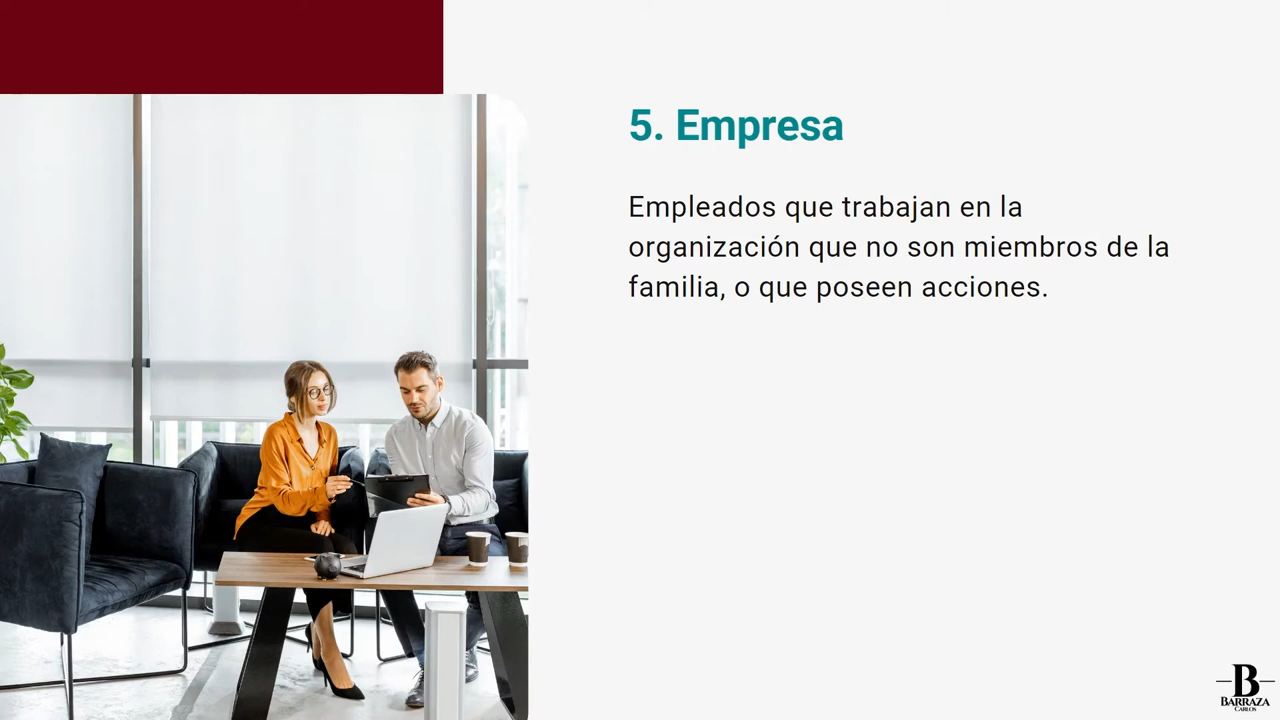 5. Empresa
Empleados que trabajan en la
organización que no son miembros de la
familia, o que poseen acciones.
B
BARRAZA
CARLOS